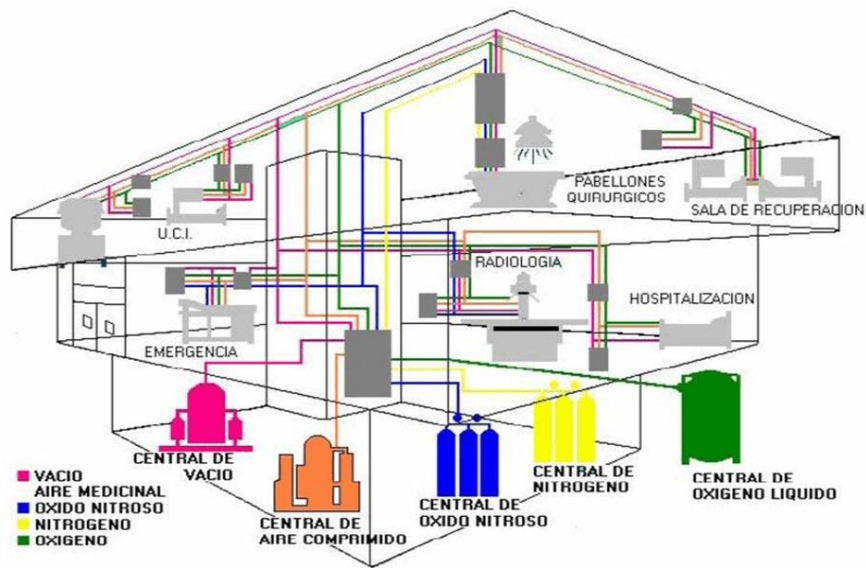 PABELLONES
QUIRURGICOS
SALA DE RECUPERACION
U.C.I.
RADIOLOGIA
HOSPITALIZACION
EMERGENCIA
CENTRAL DE
VACIO
CENTRAL DE
AIRE COMPRIMIDO
CENTRAL DE
OXIDO NITROSO
CENTRAL DE
NITROGENO
CENTRAL DE
OXIGENO LIQUIDO
VACIO
AIRE MEDICINAL
OXIDO NITROSO
NITROGENO
OXIGENO